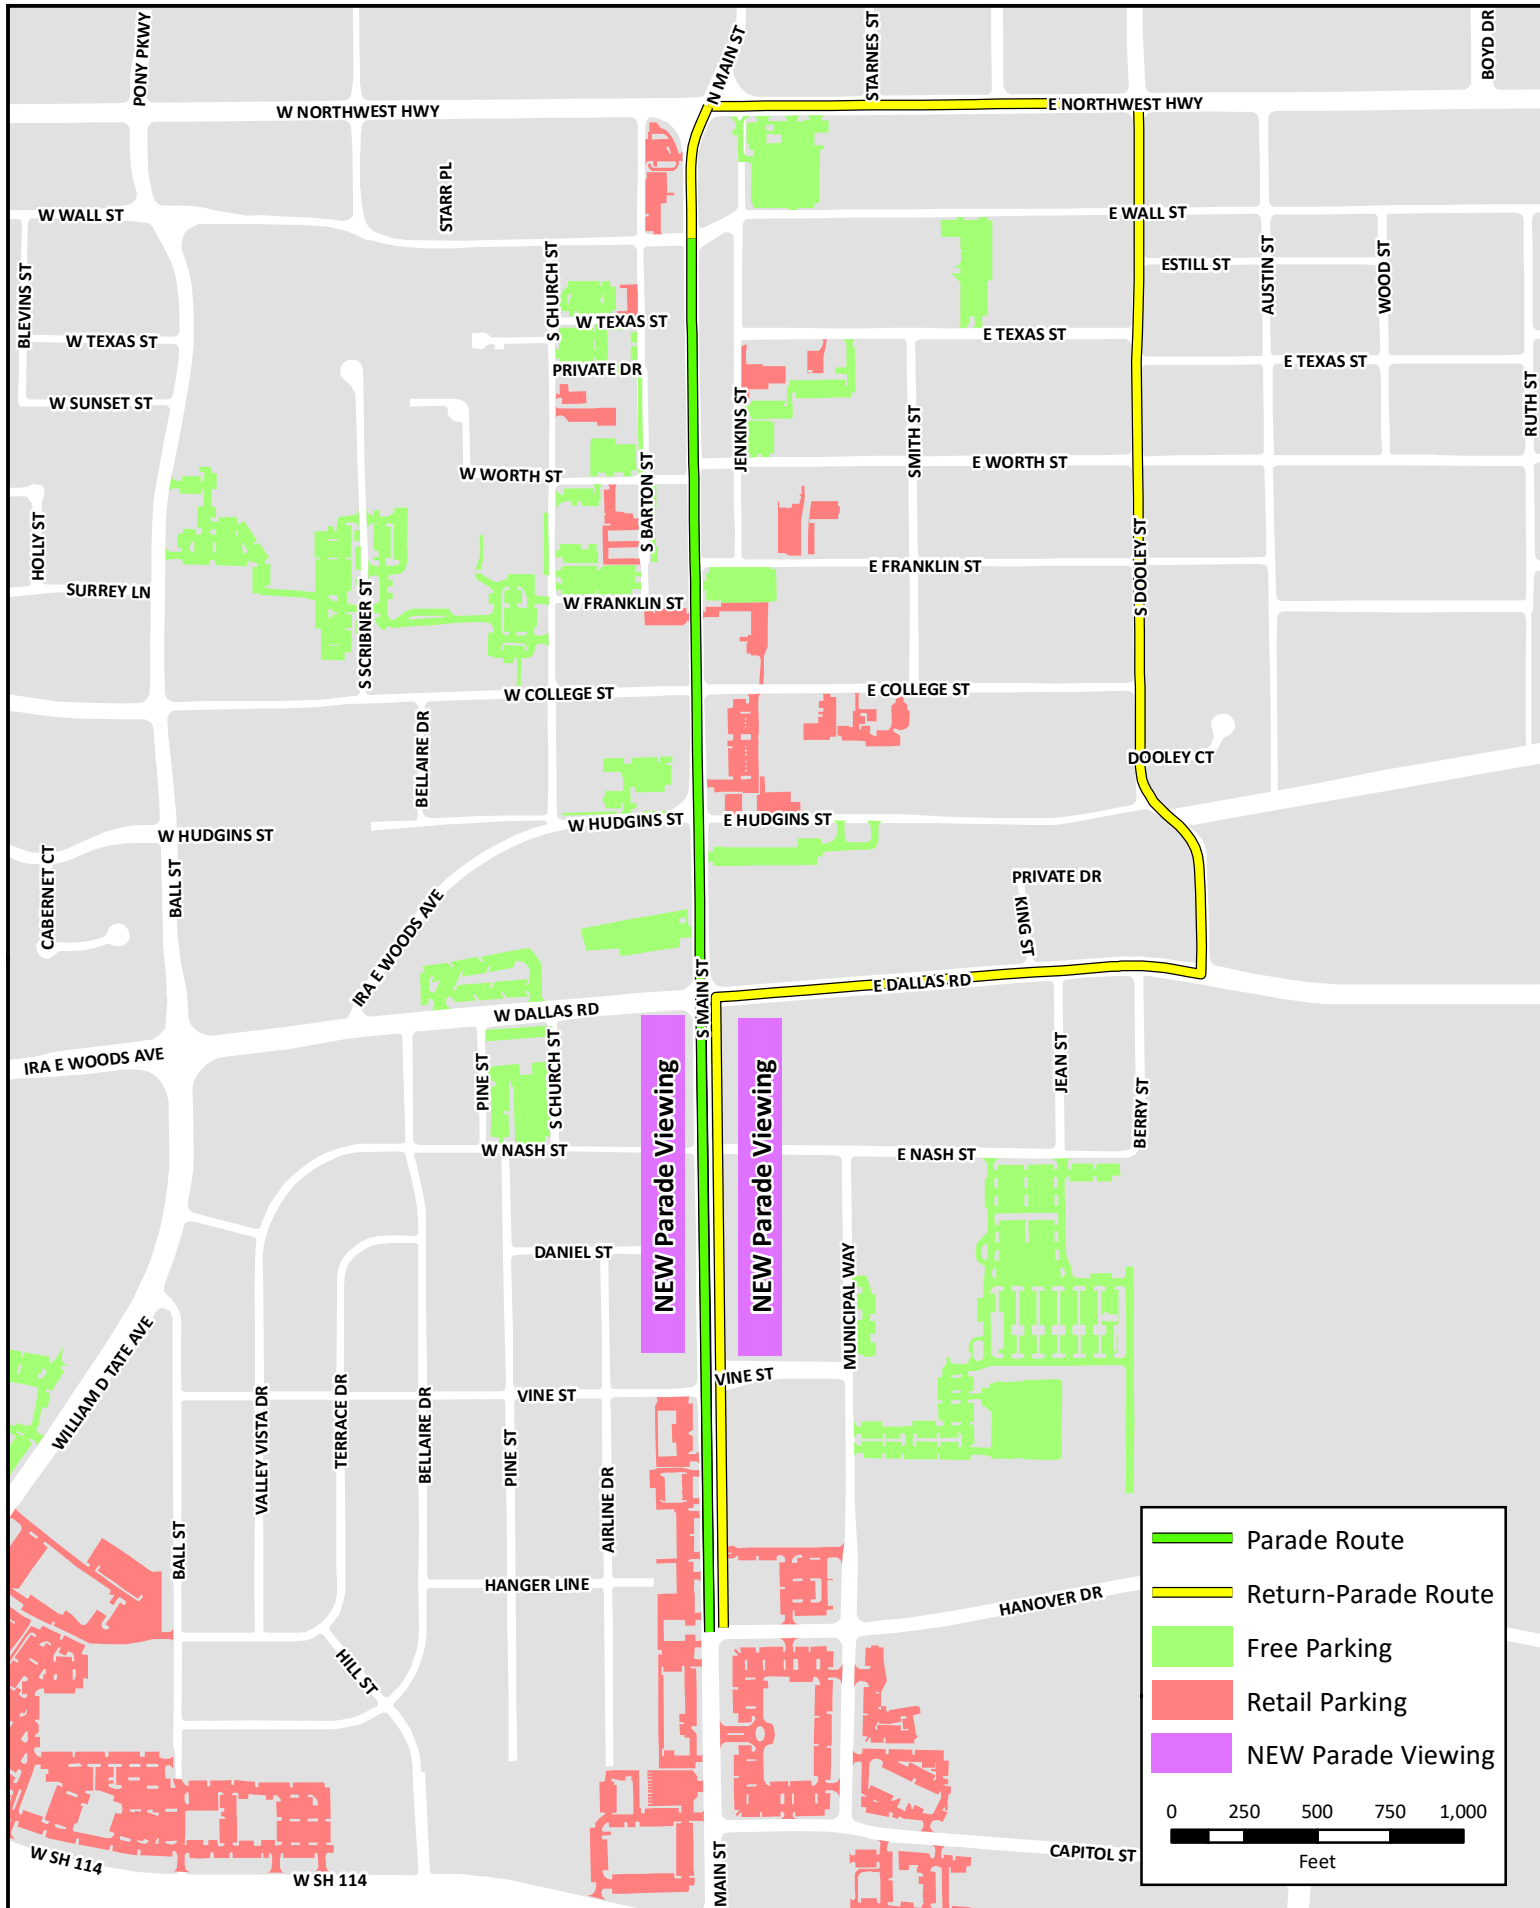 PONY PKWY
N MAIN ST
STARNES ST
BOYD DR
W NORTHWEST HWY
E NORTHWEST HWY
STARR PL
W WALL ST
E WALL ST
S CHURCH ST
ESTILL ST
AUSTIN ST
WOOD ST
BLEVINS ST
W TEXAS ST
W TEXAS ST
E TEXAS ST
E TEXAS ST
PRIVATE DR
W SUNSET ST
JENKINS ST
SMITH ST
RUTH ST
W WORTH ST
E WORTH ST
S BARTON ST
HOLLY ST
S DOOLEY ST
E FRANKLIN ST
SURREY LN
W FRANKLIN ST
S SCRIBNER ST
W COLLEGE ST
E COLLEGE ST
BELLAIRE DR
DOOLEY CT
W HUDGINS ST
W HUDGINS ST
E HUDGINS ST
CABERNET CT
BALL ST
PRIVATE DR
KING ST
IRA E WOODS AVE
S MAIN ST
E DALLAS RD
W DALLAS RD
IRA E WOODS AVE
PINE ST
S CHURCH ST
JEAN ST
BERRY ST
NEW Parade Viewing
NEW Parade Viewing
W NASH ST
E NASH ST
DANIEL ST
MUNICIPAL WAY
WILLIAM D TATE AVE
VINE ST
VINE ST
VALLEY VISTA DR
TERRACE DR
BELLAIRE DR
PINE ST
AIRLINE DR
BALL ST
HANGER LINE
HANOVER DR
HILL ST
Parade Route
Return-Parade Route
Free Parking
Retail Parking
NEW Parade Viewing
0 250 500 750 1,000
Feet
W SH 114
W SH 114
MAIN ST
CAPITOL ST